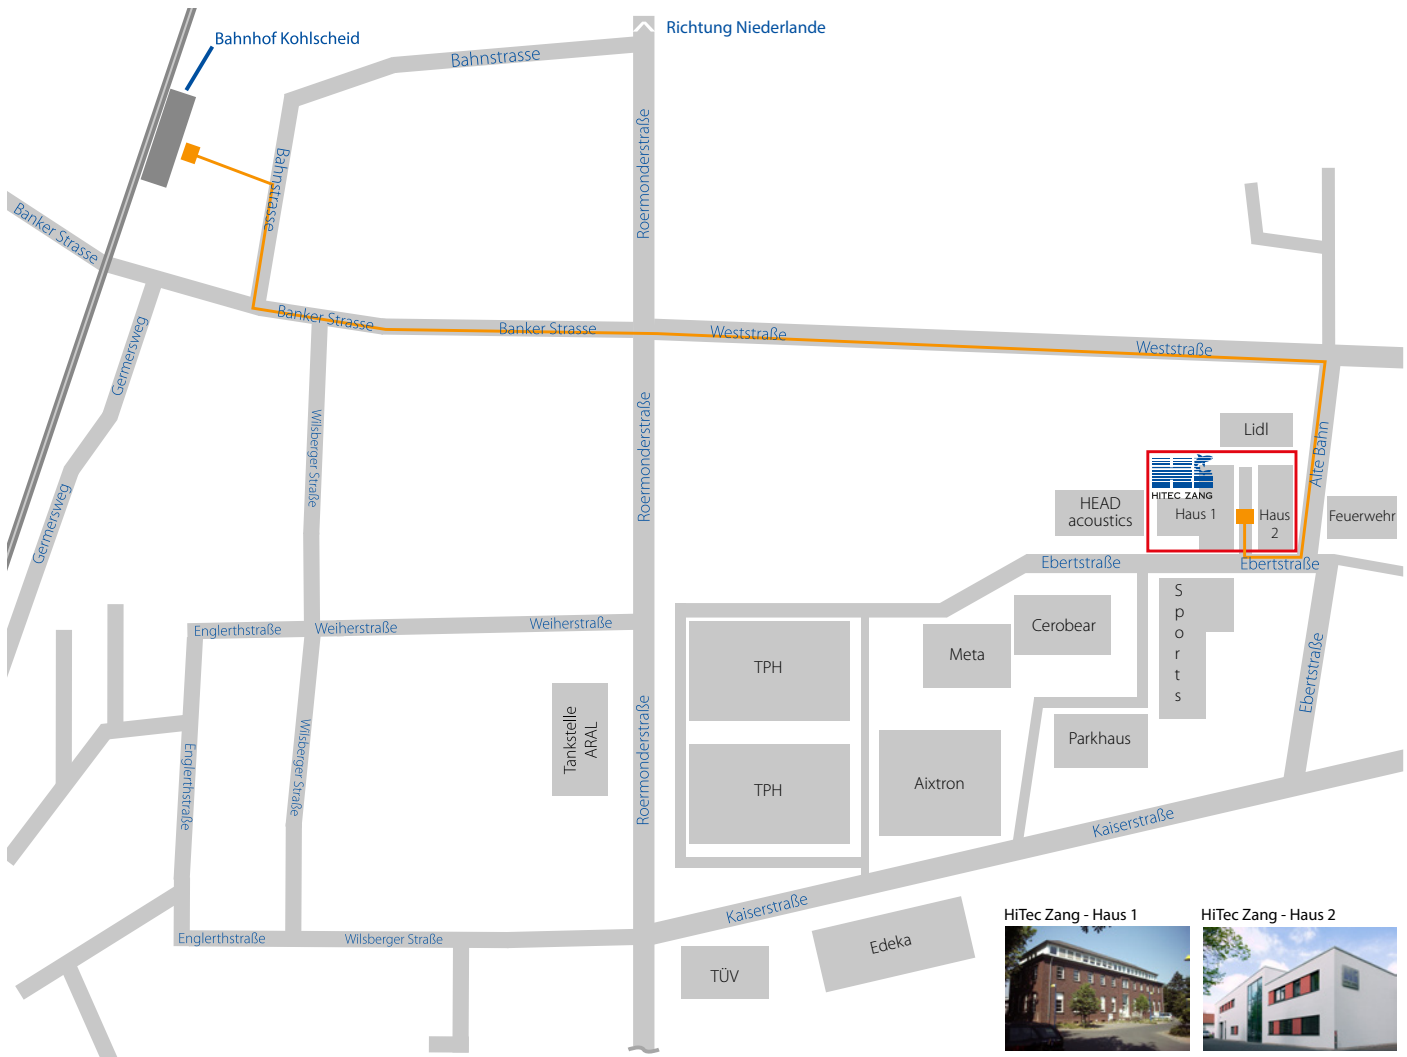 Richtung Niederlande
Bahnhof Kohlscheid
Bahnstrasse
Roermonderstraße
Bahnstrasse
Banker Strasse
Banker Strasse
Banker Strasse
Weststraße
Weststraße
Germersweg
Wilsberger Straße
Roermonderstraße
Alte Bahn
Lidl
HITEC ZANG
HEAD
acoustics
Haus 1
Haus
2
Feuerwehr
Germersweg
Ebertstraße
Ebertstraße
Sports
Englerthstraße
Weiherstraße
Weiherstraße
Cerobear
Meta
TPH
Ebertstraße
Englerthstraße
Wilsberger Straße
Tankstelle
ARAL
Roermonderstraße
Parkhaus
TPH
Aixtron
Kaiserstraße
Kaiserstraße
Englerthstraße
Wilsberger Straße
TÜV
Edeka
HiTec Zang - Haus 1
HiTec Zang - Haus 2